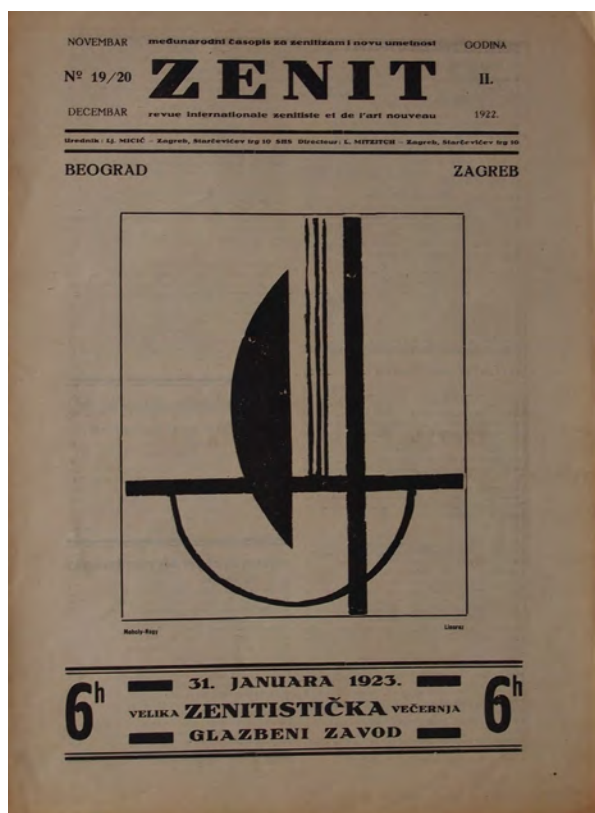 NOVEMBAR međunarodni časopis za zenitizam i novu umetnost GODINA
Nº 19/20 ZENIT II.
DECEMBAR revue internationale zenitiste et de l'art nouveau 1922.
Urednik: Lj. MICIĆ – Zagreb, Starčevićev trg 10 SHS Directeur: L. MITZITCH – Zagreb, Starčevićev trg 10
BEOGRAD ZAGREB
Moholy-Nagy Linorez
31. JANUARA 1923.
6h VELIKA ZENITISTIČKA VEČERNJA 6h
GLAZBENI ZAVOD